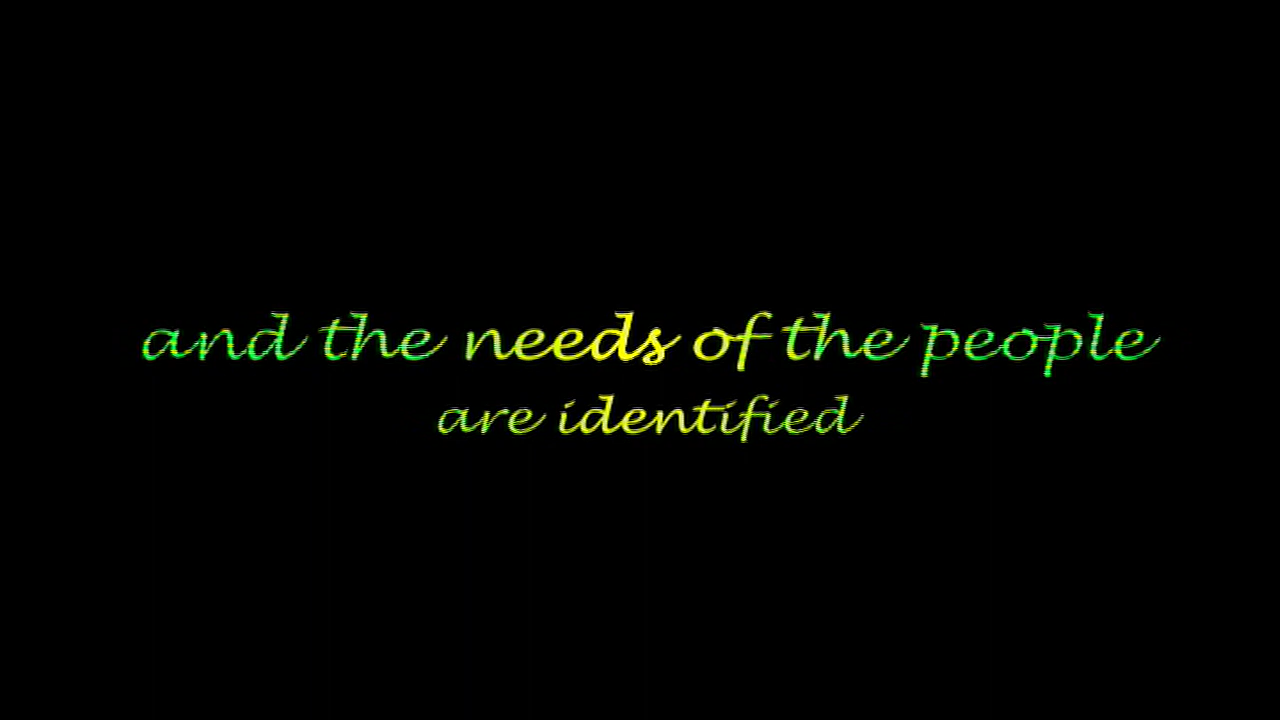 and the needs of the people
are identified